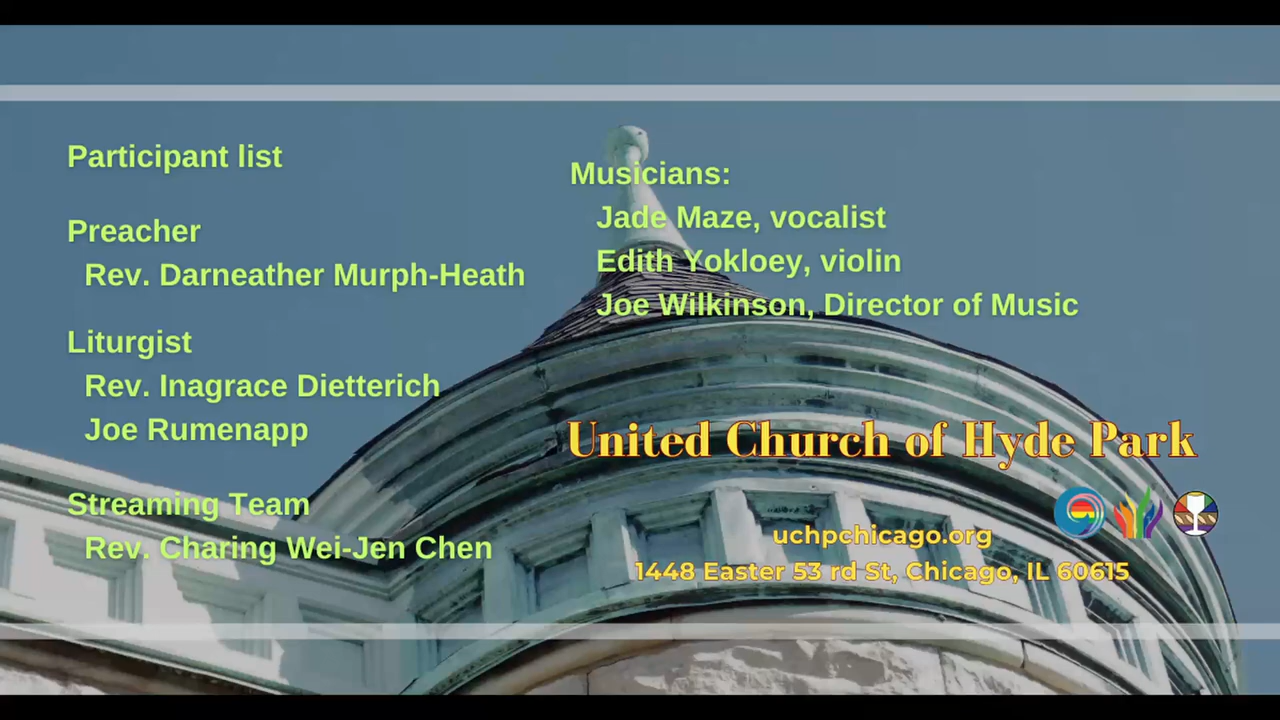 Participant list
Preacher
Rev. Darneather Murph-Heath
Liturgist
Rev. Inagrace Dietterich
Joe Rumenapp
Streaming Team
Rev. Charing Wei-Jen Chen
Musicians:
Jade Maze, vocalist
Edith Yokloey, violin
Joe Wilkinson, Director of Music
United Church of Hyde Park
uchpchicago.org
1448 Easter 53 rd St, Chicago, IL 60615